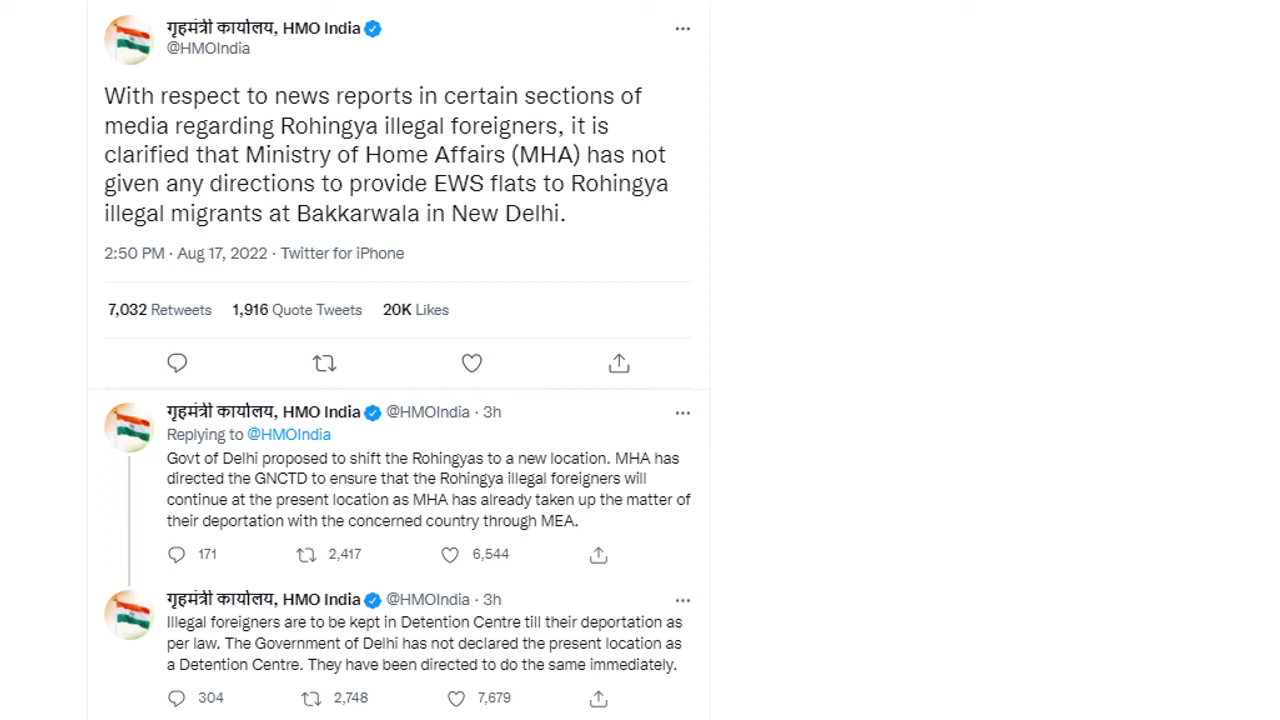 गृहमंत्री कार्यालय, HMO India
@HMOIndia
With respect to news reports in certain sections of
media regarding Rohingya illegal foreigners, it is
clarified that Ministry of Home Affairs (MHA) has not
given any directions to provide EWS flats to Rohingya
illegal migrants at Bakkarwala in New Delhi.
2:50 PM · Aug 17, 2022 · Twitter for iPhone
7,032 Retweets 1,916 Quote Tweets 20K Likes
गृहमंत्री कार्यालय, HMO India @HMOIndia · 3h
Replying to @HMOIndia
Govt of Delhi proposed to shift the Rohingyas to a new location. MHA has
directed the GNCTD to ensure that the Rohingya illegal foreigners will
continue at the present location as MHA has already taken up the matter of
their deportation with the concerned country through MEA.
171 2,417 6,544
गृहमंत्री कार्यालय, HMO India @HMOIndia · 3h
Illegal foreigners are to be kept in Detention Centre till their deportation as
per law. The Government of Delhi has not declared the present location as
a Detention Centre. They have been directed to do the same immediately.
304 2,748 7,679